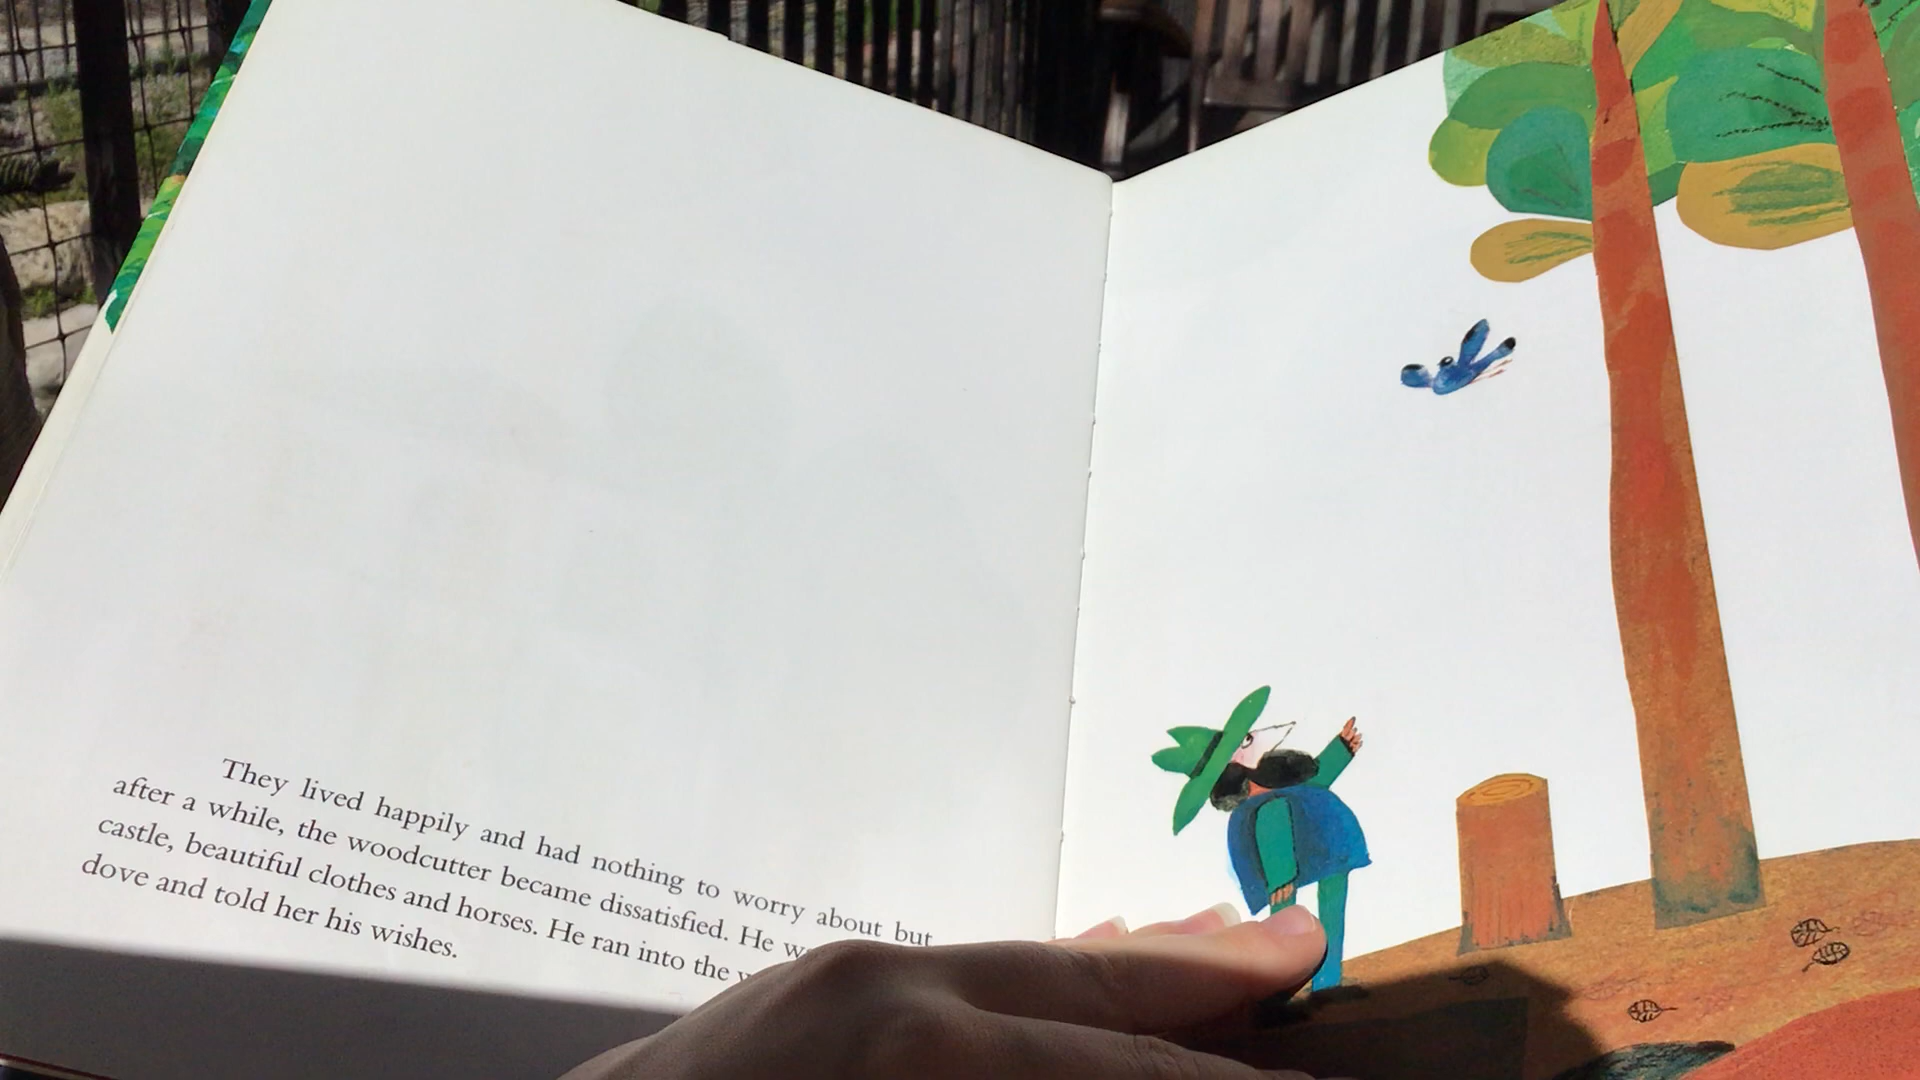 They lived happily and had nothing to worry about but
after a while, the woodcutter became dissatisfied. He
castle, beautiful clothes and horses. He ran into the
dove and told her his wishes.